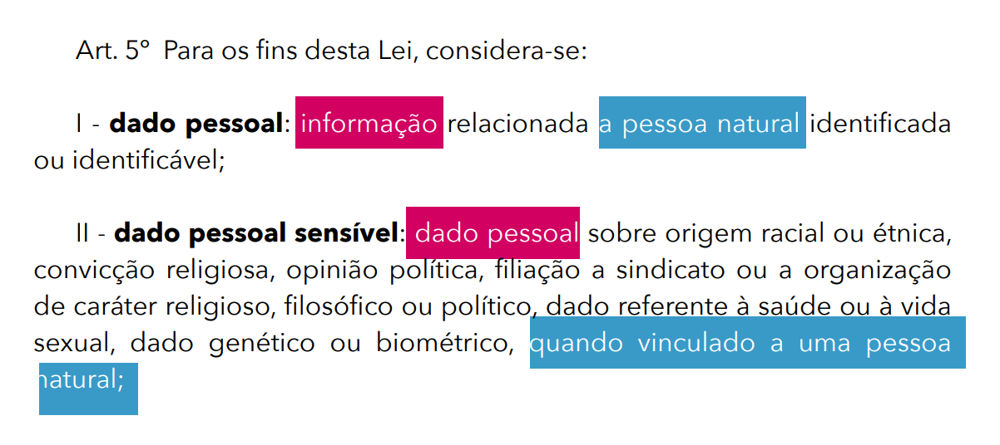 Art. 5º  Para os fins desta Lei, considera-se:
I - dado pessoal: informação relacionada a pessoa natural identificada
ou identificável;
II - dado pessoal sensível: dado pessoal sobre origem racial ou étnica,
convicção religiosa, opinião política, filiação a sindicato ou a organização
de caráter religioso, filosófico ou político, dado referente à saúde ou à vida
sexual, dado genético ou biométrico, quando vinculado a uma pessoa
natural;